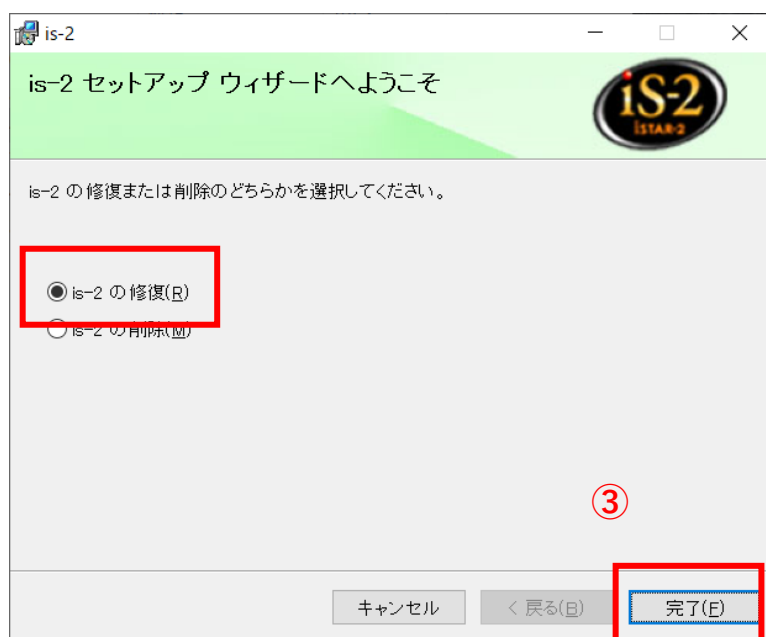 is-2
is-2 セットアップ ウィザードへようこそ
iS-2
iSTAR-2
is-2 の修復または削除のどちらかを選択してください。
is-2 の修復(R)
is-2 の削除(M)
③
キャンセル
< 戻る(B)
完了(F)